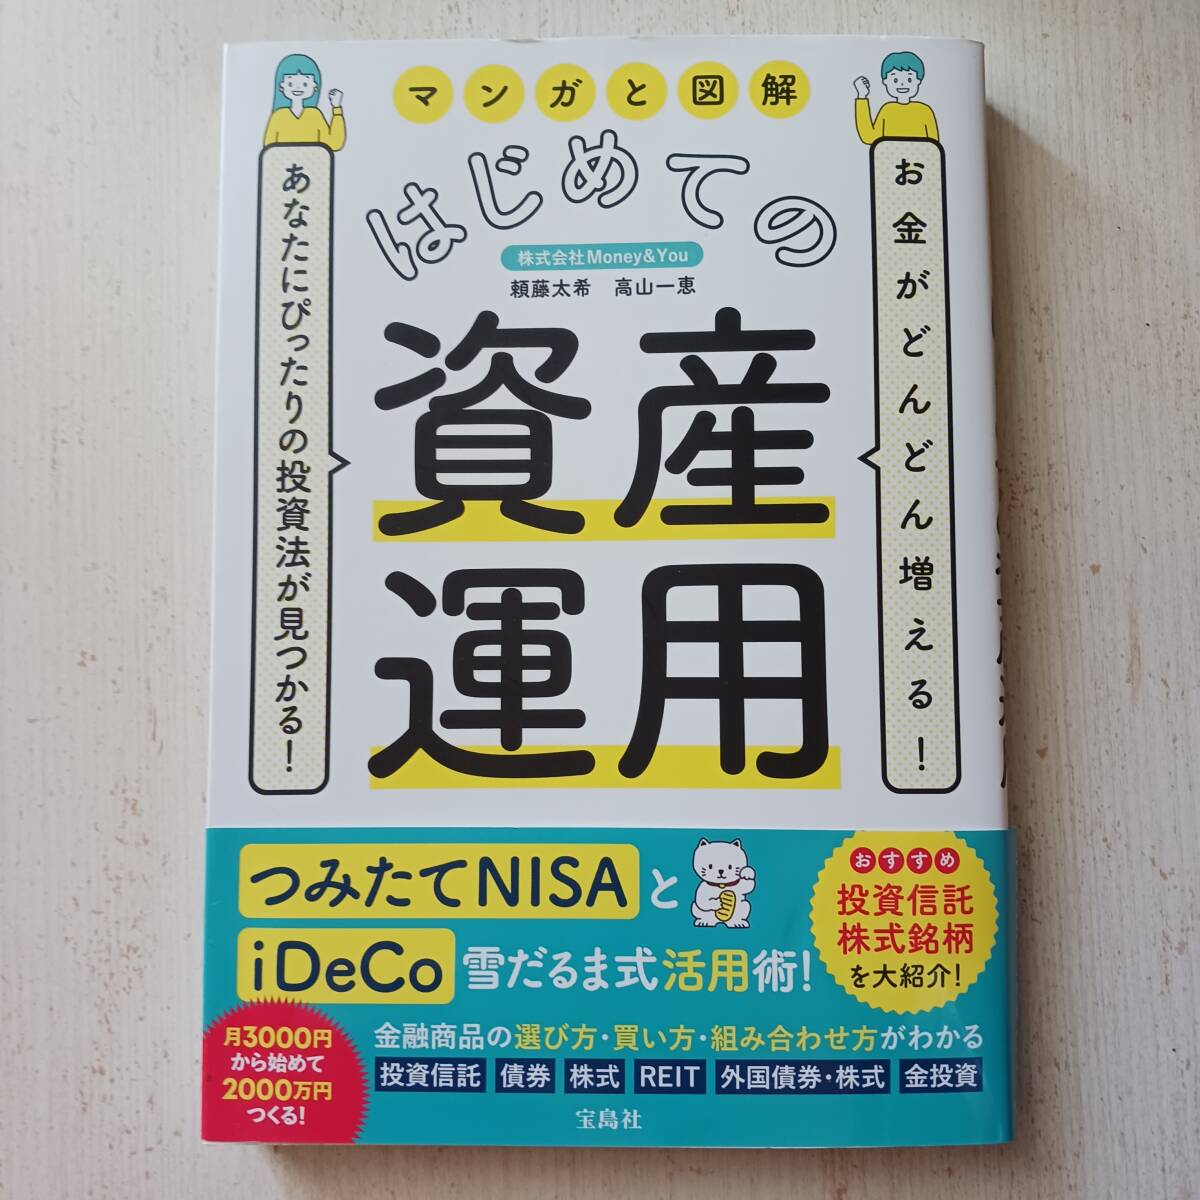 マンガと図解
はじめての
株式会社Money&You
頼藤太希 高山一恵
資産
運用
お金がどんどん増える!
あなたにぴったりの投資法が見つかる!
つみたてNISAと
iDeCo 雪だるま式活用術!
おすすめ
投資信託
株式銘柄
を大紹介!
月3000円
から始めて
2000万円
つくる!
金融商品の選び方・買い方・組み合わせ方がわかる
投資信託 債券 株式 REIT 外国債券・株式 金投資
宝島社